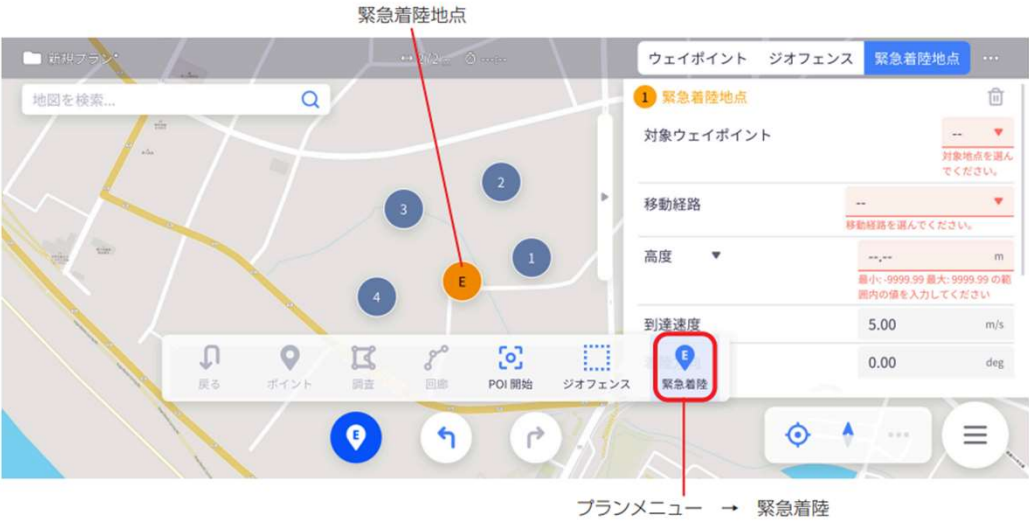 緊急着陸地点
新規プラン*
ウェイポイント ジオフェンス 緊急着陸地点 ...
地図を検索...
1 緊急着陸地点
対象ウェイポイント --
対象地点を選ん
でください。
移動経路 --
移動経路を選んでください。
高度 --.-- m
最小: -9999.99 最大: 9999.99 の範
囲内の値を入力してください
到達速度 5.00 m/s
0.00 deg
2
3
1
E
4
E
戻る ポイント 調査 回廊 POI 開始 ジオフェンス 緊急着陸
E
プランメニュー → 緊急着陸